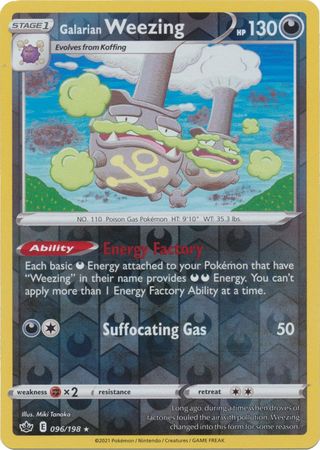 STAGE 1
Galarian Weezing
HP 130
Evolves from Koffing
NO. 110 Poison Gas Pokémon HT: 9'10" WT: 35.3 lbs.
Ability Energy Factory
Each basic Energy attached to your Pokémon that have
"Weezing" in their name provides Energy. You can't
apply more than 1 Energy Factory Ability at a time.
Suffocating Gas 50
weakness ×2 resistance retreat
Illus. Miki Tanaka
E 096/198 ★
Long ago, during a time when droves of
factories fouled the air with pollution, Weezing
changed into this form for some reason.
©2021 Pokémon / Nintendo / Creatures / GAME FREAK